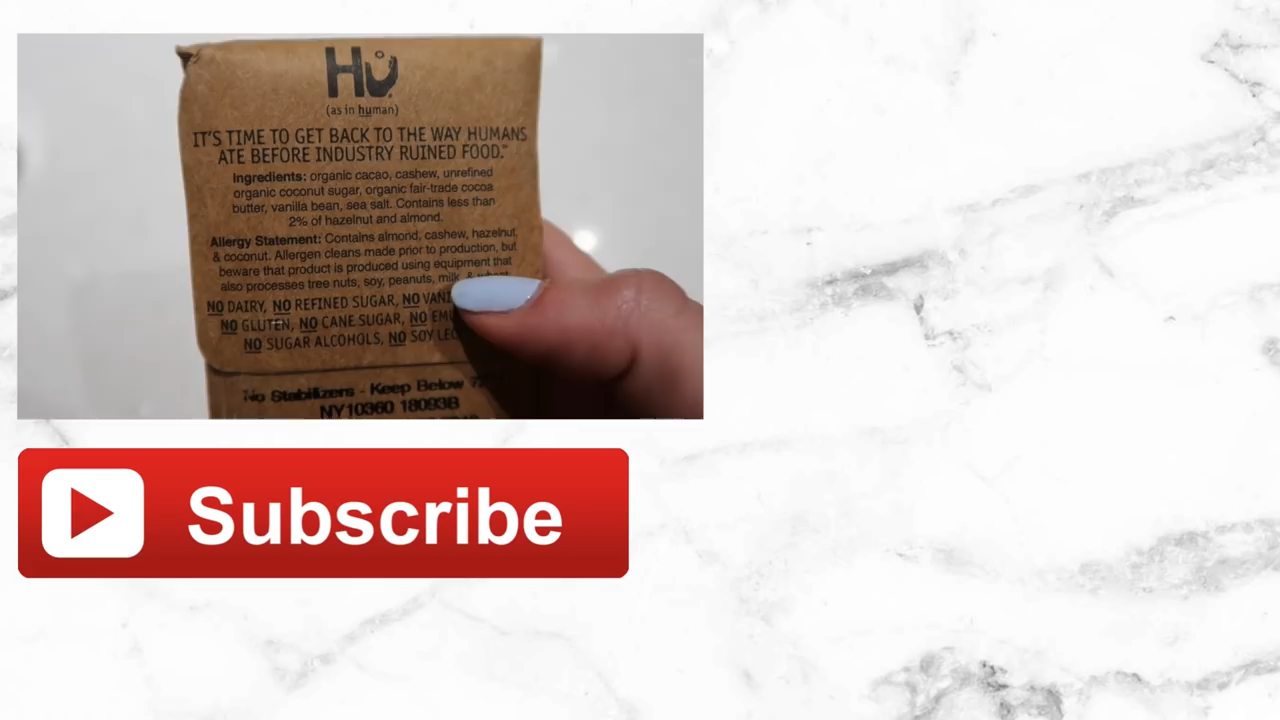 Hu
(as in human)
IT'S TIME TO GET BACK TO THE WAY HUMANS
ATE BEFORE INDUSTRY RUINED FOOD.™
Ingredients: organic cacao, cashew, unrefined
organic coconut sugar, organic fair-trade cocoa
butter, vanilla bean, sea salt. Contains less than
2% of hazelnut and almond.
Allergy Statement: Contains almond, cashew, hazelnut
& coconut. Allergen cleans made prior to production, but
beware that product is produced using equipment that
also processes tree nuts, soy, peanuts, milk &
NO DAIRY, NO REFINED SUGAR, NO
NO GLUTEN, NO CANE SUGAR, NO
NO SUGAR ALCOHOLS, NO SOY
No Stabilizers - Keep Below
NY10360 18093B
Subscribe